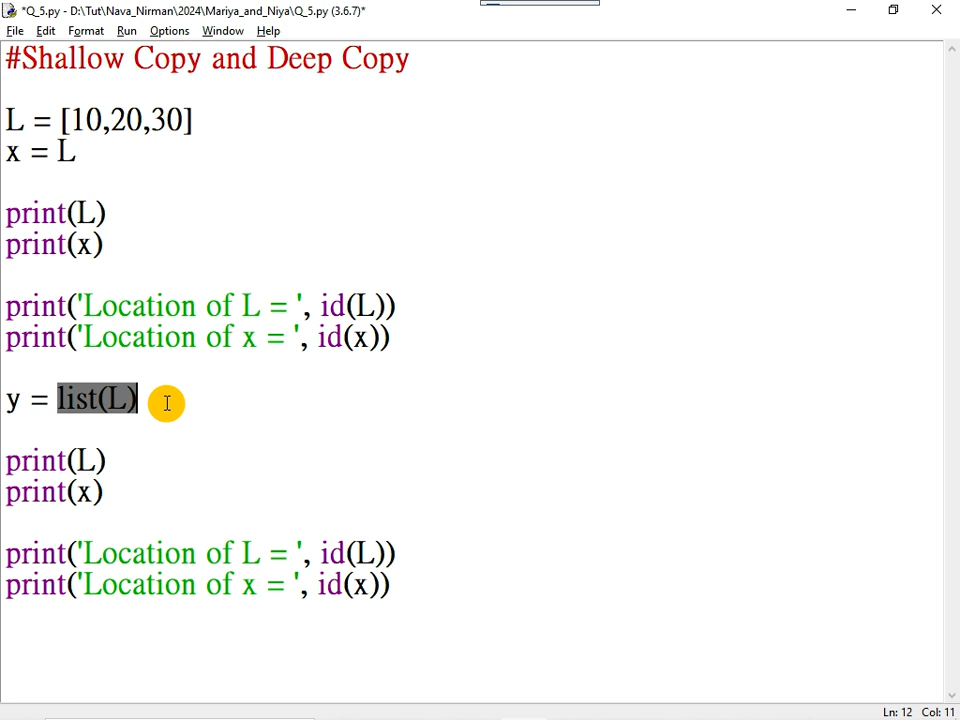 *Q_5.py - D:\Tut\Nava_Nirman\2024\Mariya_and_Niya\Q_5.py (3.6.7)*
File Edit Format Run Options Window Help
#Shallow Copy and Deep Copy
L = [10,20,30]
x = L
print(L)
print(x)
print('Location of L = ', id(L))
print('Location of x = ', id(x))
y = list(L)
print(L)
print(x)
print('Location of L = ', id(L))
print('Location of x = ', id(x))
Ln: 12 Col: 11